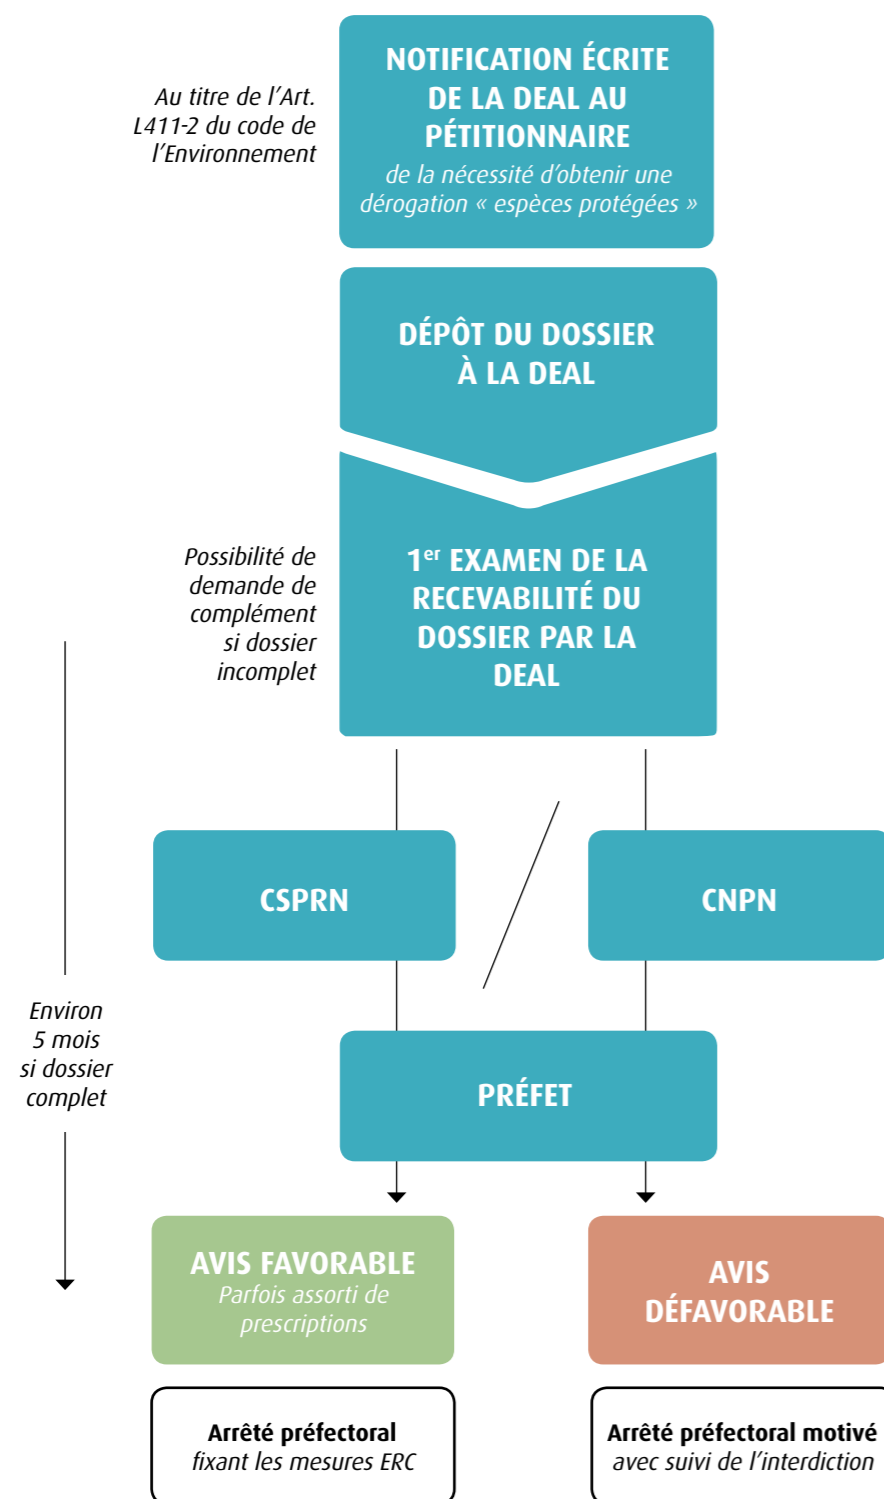 Au titre de l'Art.
L411-2 du code de
l'Environnement
NOTIFICATION ÉCRITE
DE LA DEAL AU
PÉTITIONNAIRE
de la nécessité d'obtenir une
dérogation « espèces protégées »
DÉPÔT DU DOSSIER
À LA DEAL
Possibilité de
demande de
complément
si dossier
incomplet
1er EXAMEN DE LA
RECEVABILITÉ DU
DOSSIER PAR LA
DEAL
CSPRN
CNPN
Environ
5 mois
si dossier
complet
PRÉFET
AVIS FAVORABLE
Parfois assorti de
prescriptions
AVIS
DÉFAVORABLE
Arrêté préfectoral
fixant les mesures ERC
Arrêté préfectoral motivé
avec suivi de l'interdiction